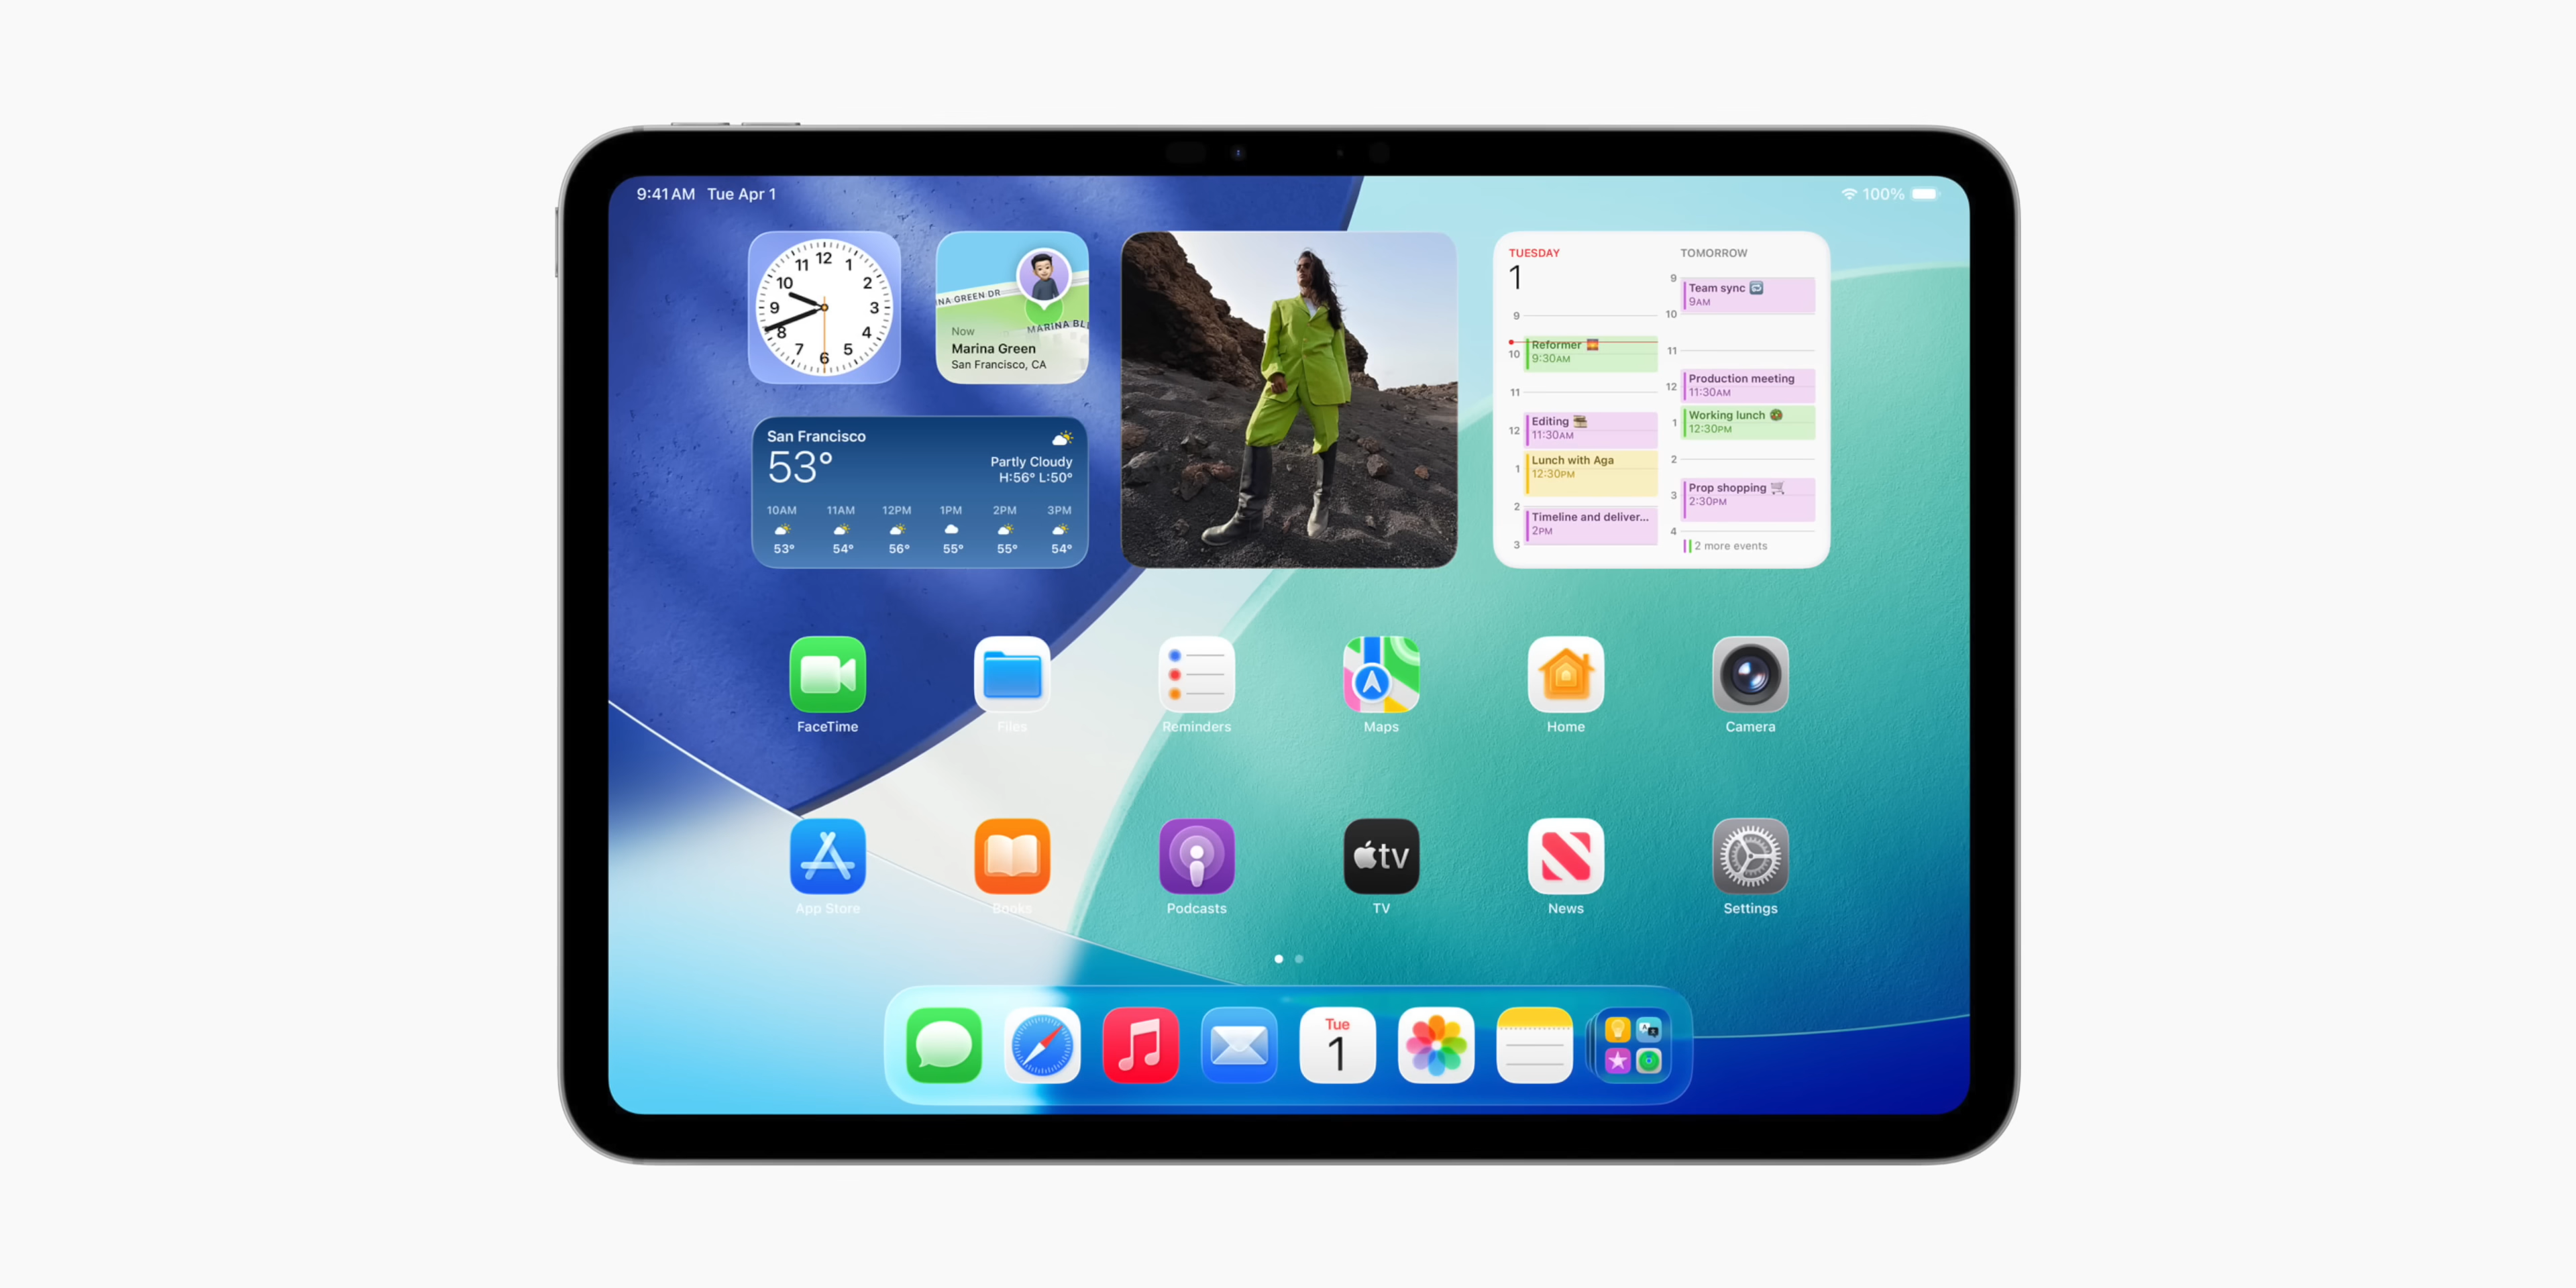 9:41 AM Tue Apr 1
100%
12
11 1
10 2
9 3
8 4
7 5
6
INA GREEN DR
MARINA BL
Now
Marina Green
San Francisco, CA
San Francisco
53°
Partly Cloudy
H:56° L:50°
10AM 11AM 12PM 1PM 2PM 3PM
53° 54° 56° 55° 55° 54°
TUESDAY
1
9
Reformer
10
9:30AM
11
Editing
12
11:30AM
Lunch with Aga
1
12:30PM
2
Timeline and deliver...
2PM
3
TOMORROW
9
Team sync
9AM
10
11
Production meeting
12
11:30AM
Working lunch
1
12:30PM
2
Prop shopping
3
2:30PM
4
2 more events
FaceTime Files Reminders Maps Home Camera
tv
App Store Books Podcasts TV News Settings
Tue
1